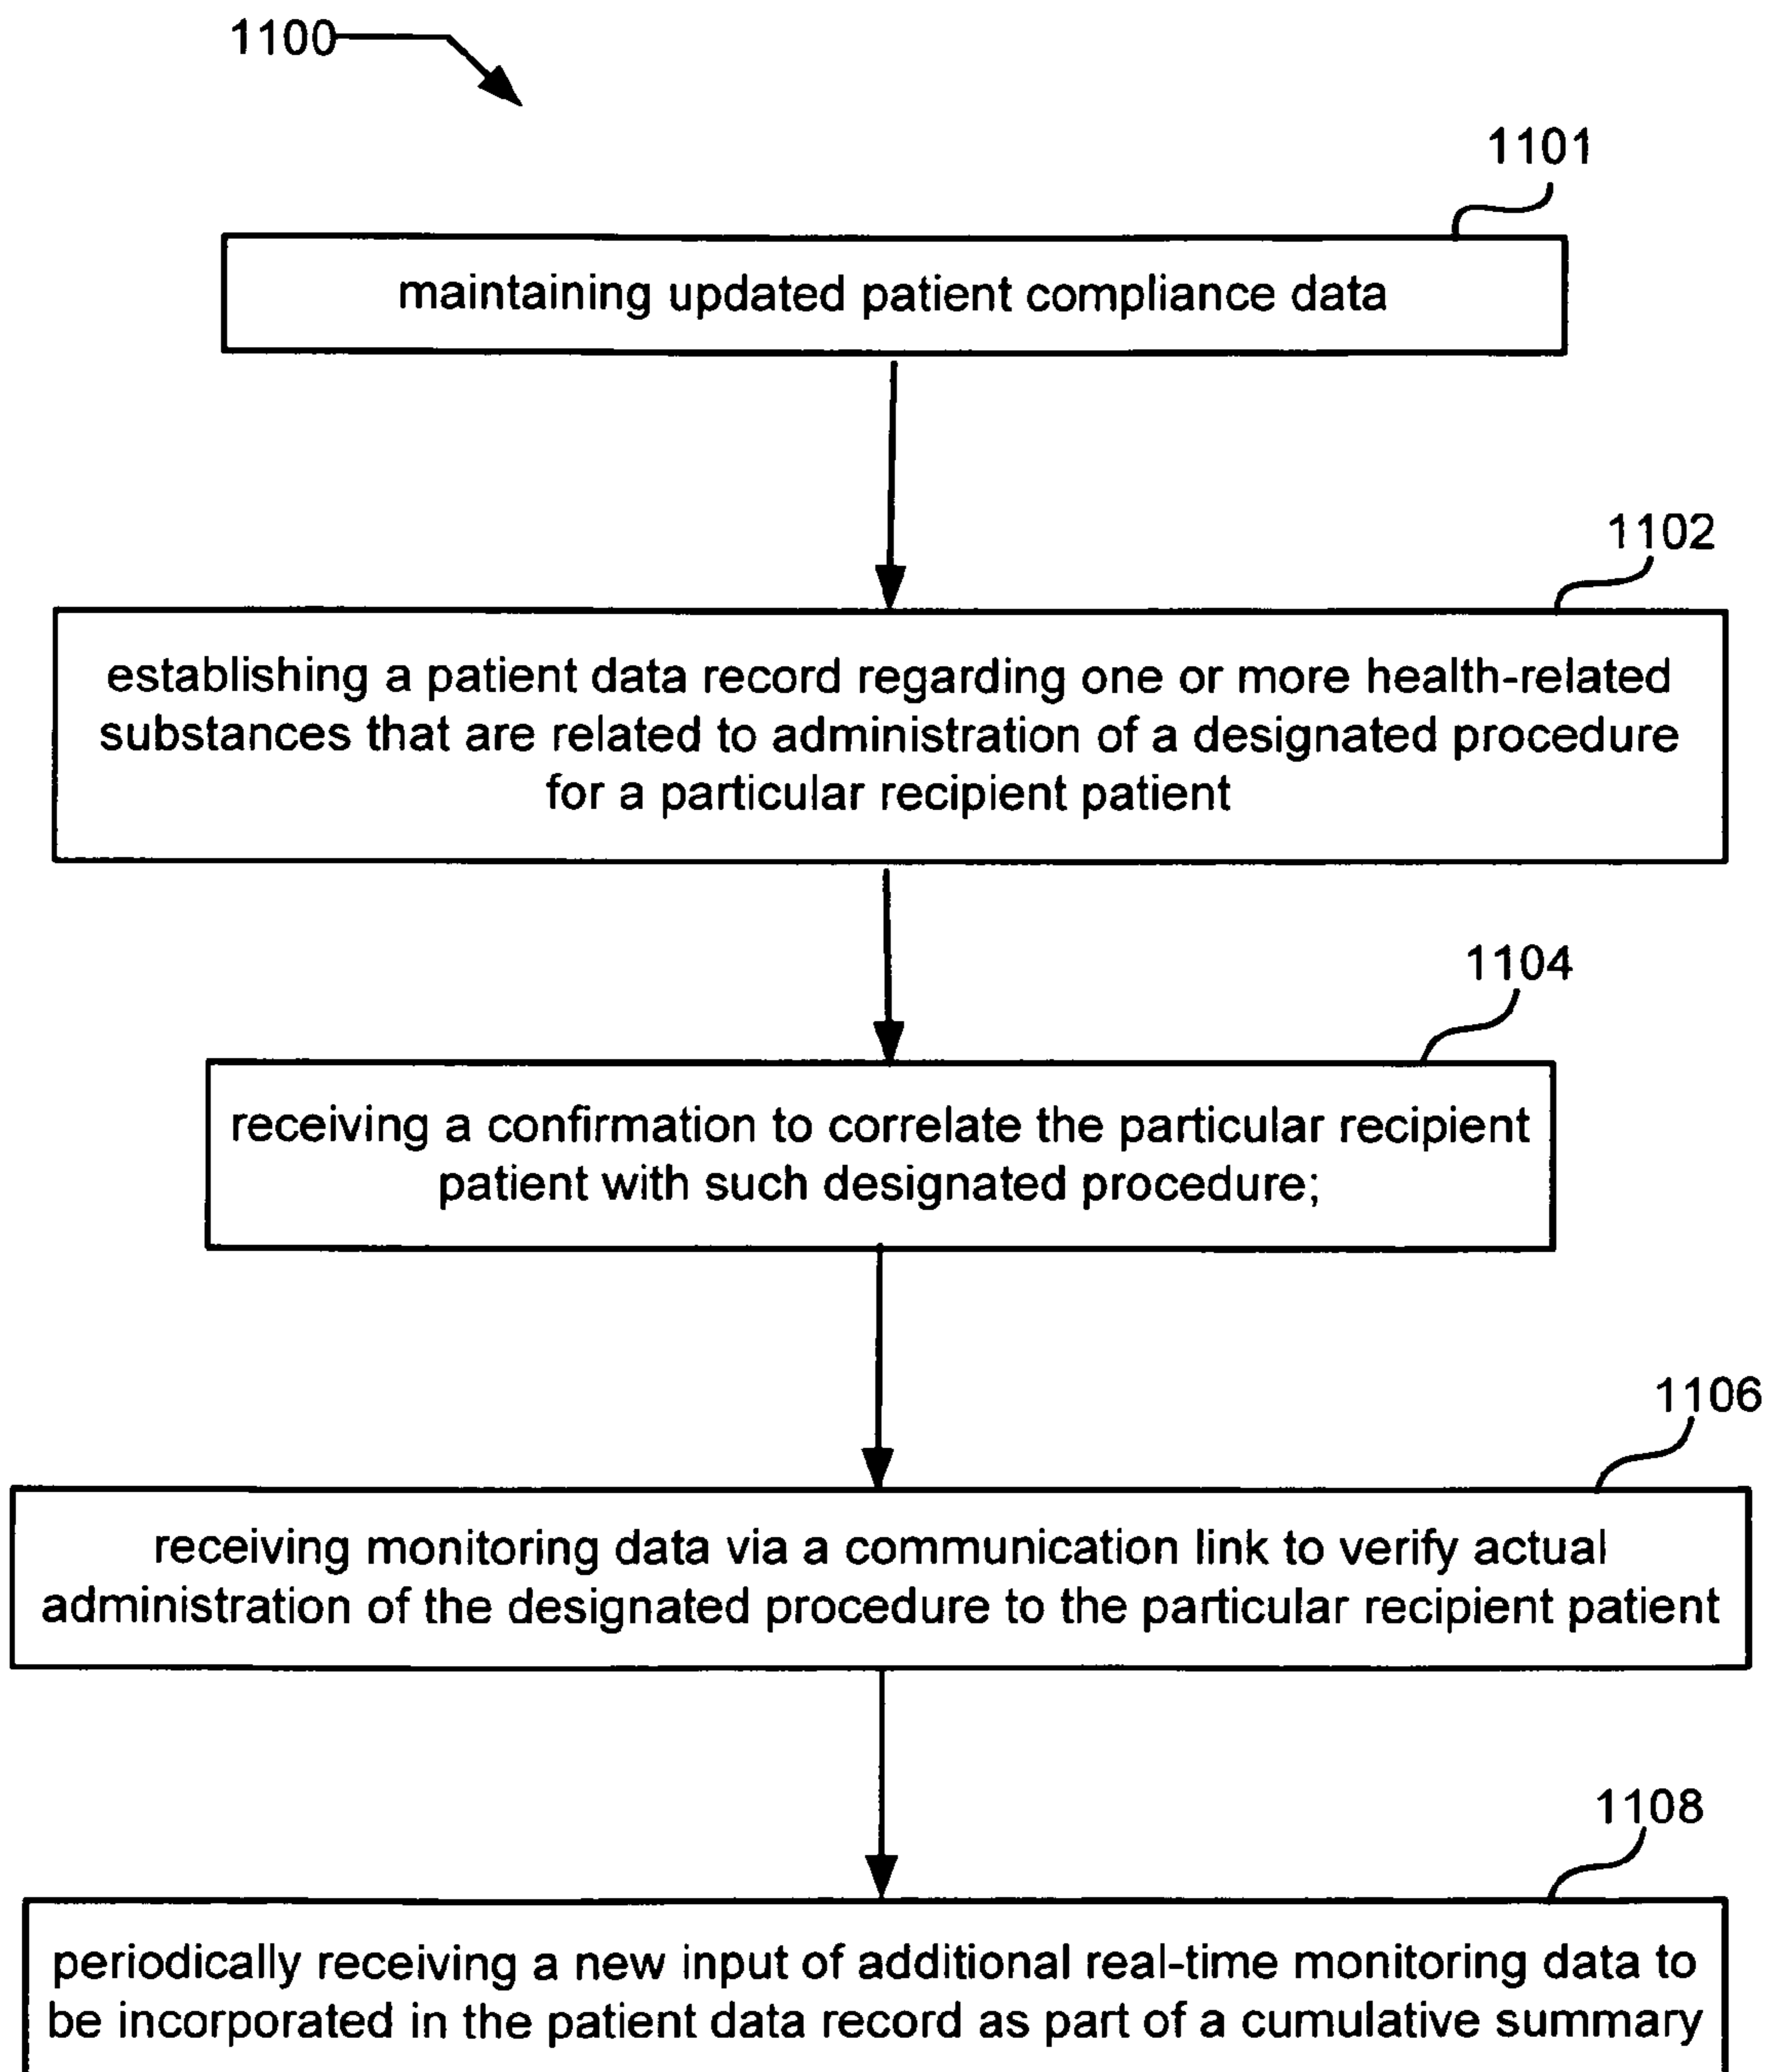 1100
1101
maintaining updated patient compliance data
1102
establishing a patient data record regarding one or more health-related
substances that are related to administration of a designated procedure
for a particular recipient patient
1104
receiving a confirmation to correlate the particular recipient
patient with such designated procedure;
1106
receiving monitoring data via a communication link to verify actual
administration of the designated procedure to the particular recipient patient
1108
periodically receiving a new input of additional real-time monitoring data to
be incorporated in the patient data record as part of a cumulative summary